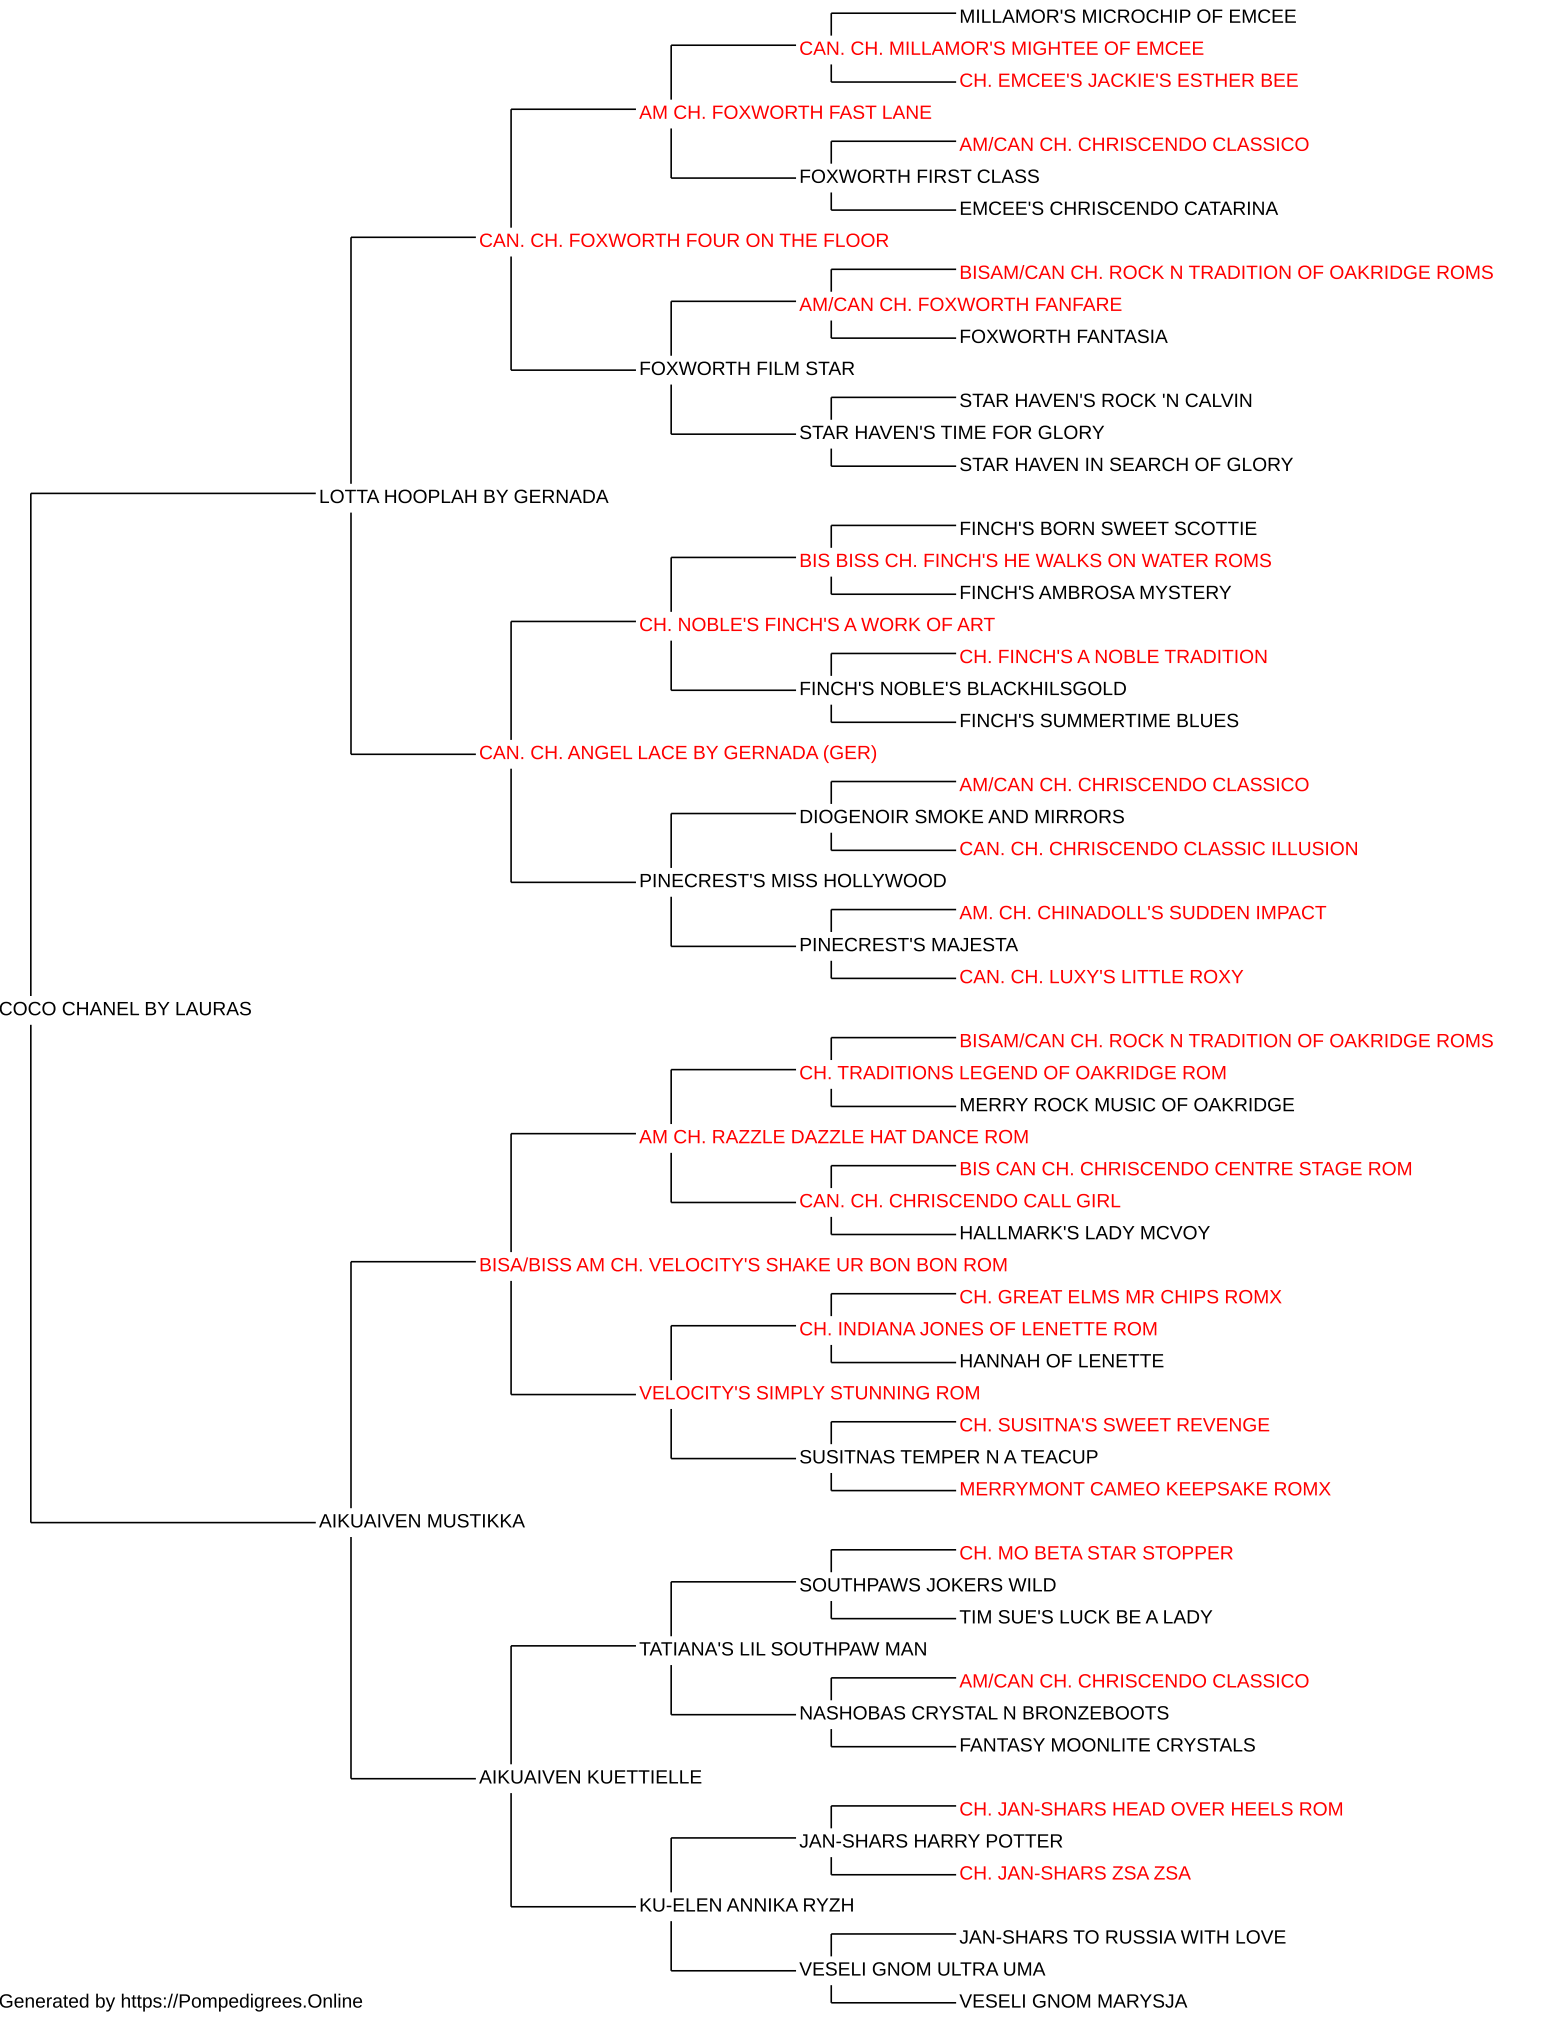 MILLAMOR'S MICROCHIP OF EMCEE
CAN. CH. MILLAMOR'S MIGHTEE OF EMCEE
CH. EMCEE'S JACKIE'S ESTHER BEE
AM CH. FOXWORTH FAST LANE
AM/CAN CH. CHRISCENDO CLASSICO
FOXWORTH FIRST CLASS
EMCEE'S CHRISCENDO CATARINA
CAN. CH. FOXWORTH FOUR ON THE FLOOR
BISAM/CAN CH. ROCK N TRADITION OF OAKRIDGE ROMS
AM/CAN CH. FOXWORTH FANFARE
FOXWORTH FANTASIA
FOXWORTH FILM STAR
STAR HAVEN'S ROCK 'N CALVIN
STAR HAVEN'S TIME FOR GLORY
STAR HAVEN IN SEARCH OF GLORY
LOTTA HOOPLAH BY GERNADA
FINCH'S BORN SWEET SCOTTIE
BIS BISS CH. FINCH'S HE WALKS ON WATER ROMS
FINCH'S AMBROSA MYSTERY
CH. NOBLE'S FINCH'S A WORK OF ART
CH. FINCH'S A NOBLE TRADITION
FINCH'S NOBLE'S BLACKHILSGOLD
FINCH'S SUMMERTIME BLUES
CAN. CH. ANGEL LACE BY GERNADA (GER)
AM/CAN CH. CHRISCENDO CLASSICO
DIOGENOIR SMOKE AND MIRRORS
CAN. CH. CHRISCENDO CLASSIC ILLUSION
PINECREST'S MISS HOLLYWOOD
AM. CH. CHINADOLL'S SUDDEN IMPACT
PINECREST'S MAJESTA
CAN. CH. LUXY'S LITTLE ROXY
COCO CHANEL BY LAURAS
BISAM/CAN CH. ROCK N TRADITION OF OAKRIDGE ROMS
CH. TRADITIONS LEGEND OF OAKRIDGE ROM
MERRY ROCK MUSIC OF OAKRIDGE
AM CH. RAZZLE DAZZLE HAT DANCE ROM
BIS CAN CH. CHRISCENDO CENTRE STAGE ROM
CAN. CH. CHRISCENDO CALL GIRL
HALLMARK'S LADY MCVOY
BISA/BISS AM CH. VELOCITY'S SHAKE UR BON BON ROM
CH. GREAT ELMS MR CHIPS ROMX
CH. INDIANA JONES OF LENETTE ROM
HANNAH OF LENETTE
VELOCITY'S SIMPLY STUNNING ROM
CH. SUSITNA'S SWEET REVENGE
SUSITNAS TEMPER N A TEACUP
MERRYMONT CAMEO KEEPSAKE ROMX
AIKUAIVEN MUSTIKKA
CH. MO BETA STAR STOPPER
SOUTHPAWS JOKERS WILD
TIM SUE'S LUCK BE A LADY
TATIANA'S LIL SOUTHPAW MAN
AM/CAN CH. CHRISCENDO CLASSICO
NASHOBAS CRYSTAL N BRONZEBOOTS
FANTASY MOONLITE CRYSTALS
AIKUAIVEN KUETTIELLE
CH. JAN-SHARS HEAD OVER HEELS ROM
JAN-SHARS HARRY POTTER
CH. JAN-SHARS ZSA ZSA
KU-ELEN ANNIKA RYZH
JAN-SHARS TO RUSSIA WITH LOVE
VESELI GNOM ULTRA UMA
VESELI GNOM MARYSJA
Generated by https://Pompedigrees.Online